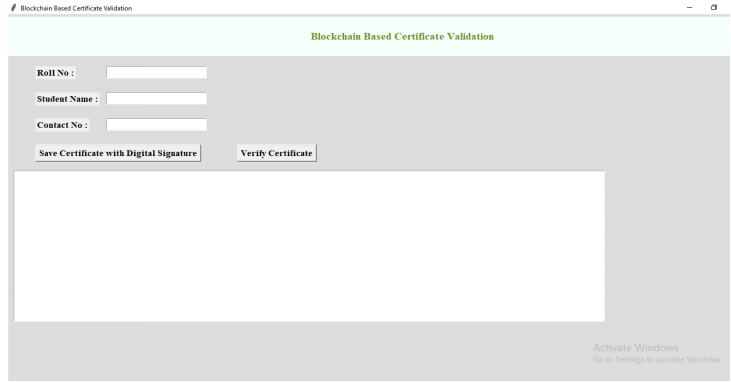 Blockchain Based Certificate Validation
Blockchain Based Certificate Validation
Roll No :
Student Name :
Contact No :
Save Certificate with Digital Signature Verify Certificate
Activate Windows
Go to Settings to activate Windows.